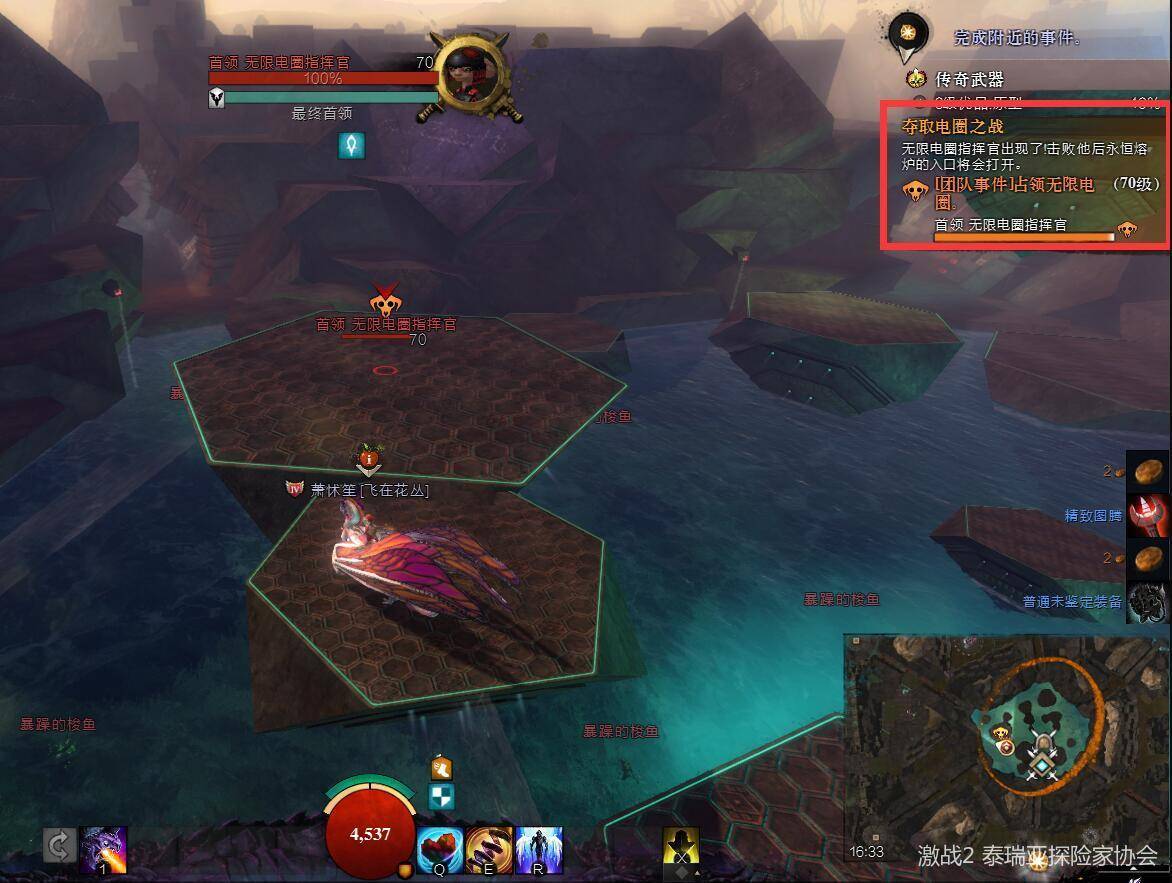 完成附近的事件。
首领 无限电圈指挥官
70
100%
最终首领
传奇武器
夺取电圈之战
无限电圈指挥官出现了!击败他后永恒熔
炉的入口将会打开。
[团队事件]占领无限电
圈。
(70级)
首领 无限电圈指挥官
首领 无限电圈指挥官
70
的梭鱼
萧伏笙 [飞在花丛]
2
精致图腾
2
普通未鉴定装备
暴躁的梭鱼
暴躁的梭鱼
暴躁的梭鱼
4,537
1
Q
E
R
X
16:33
激战2 泰瑞亚探险家协会